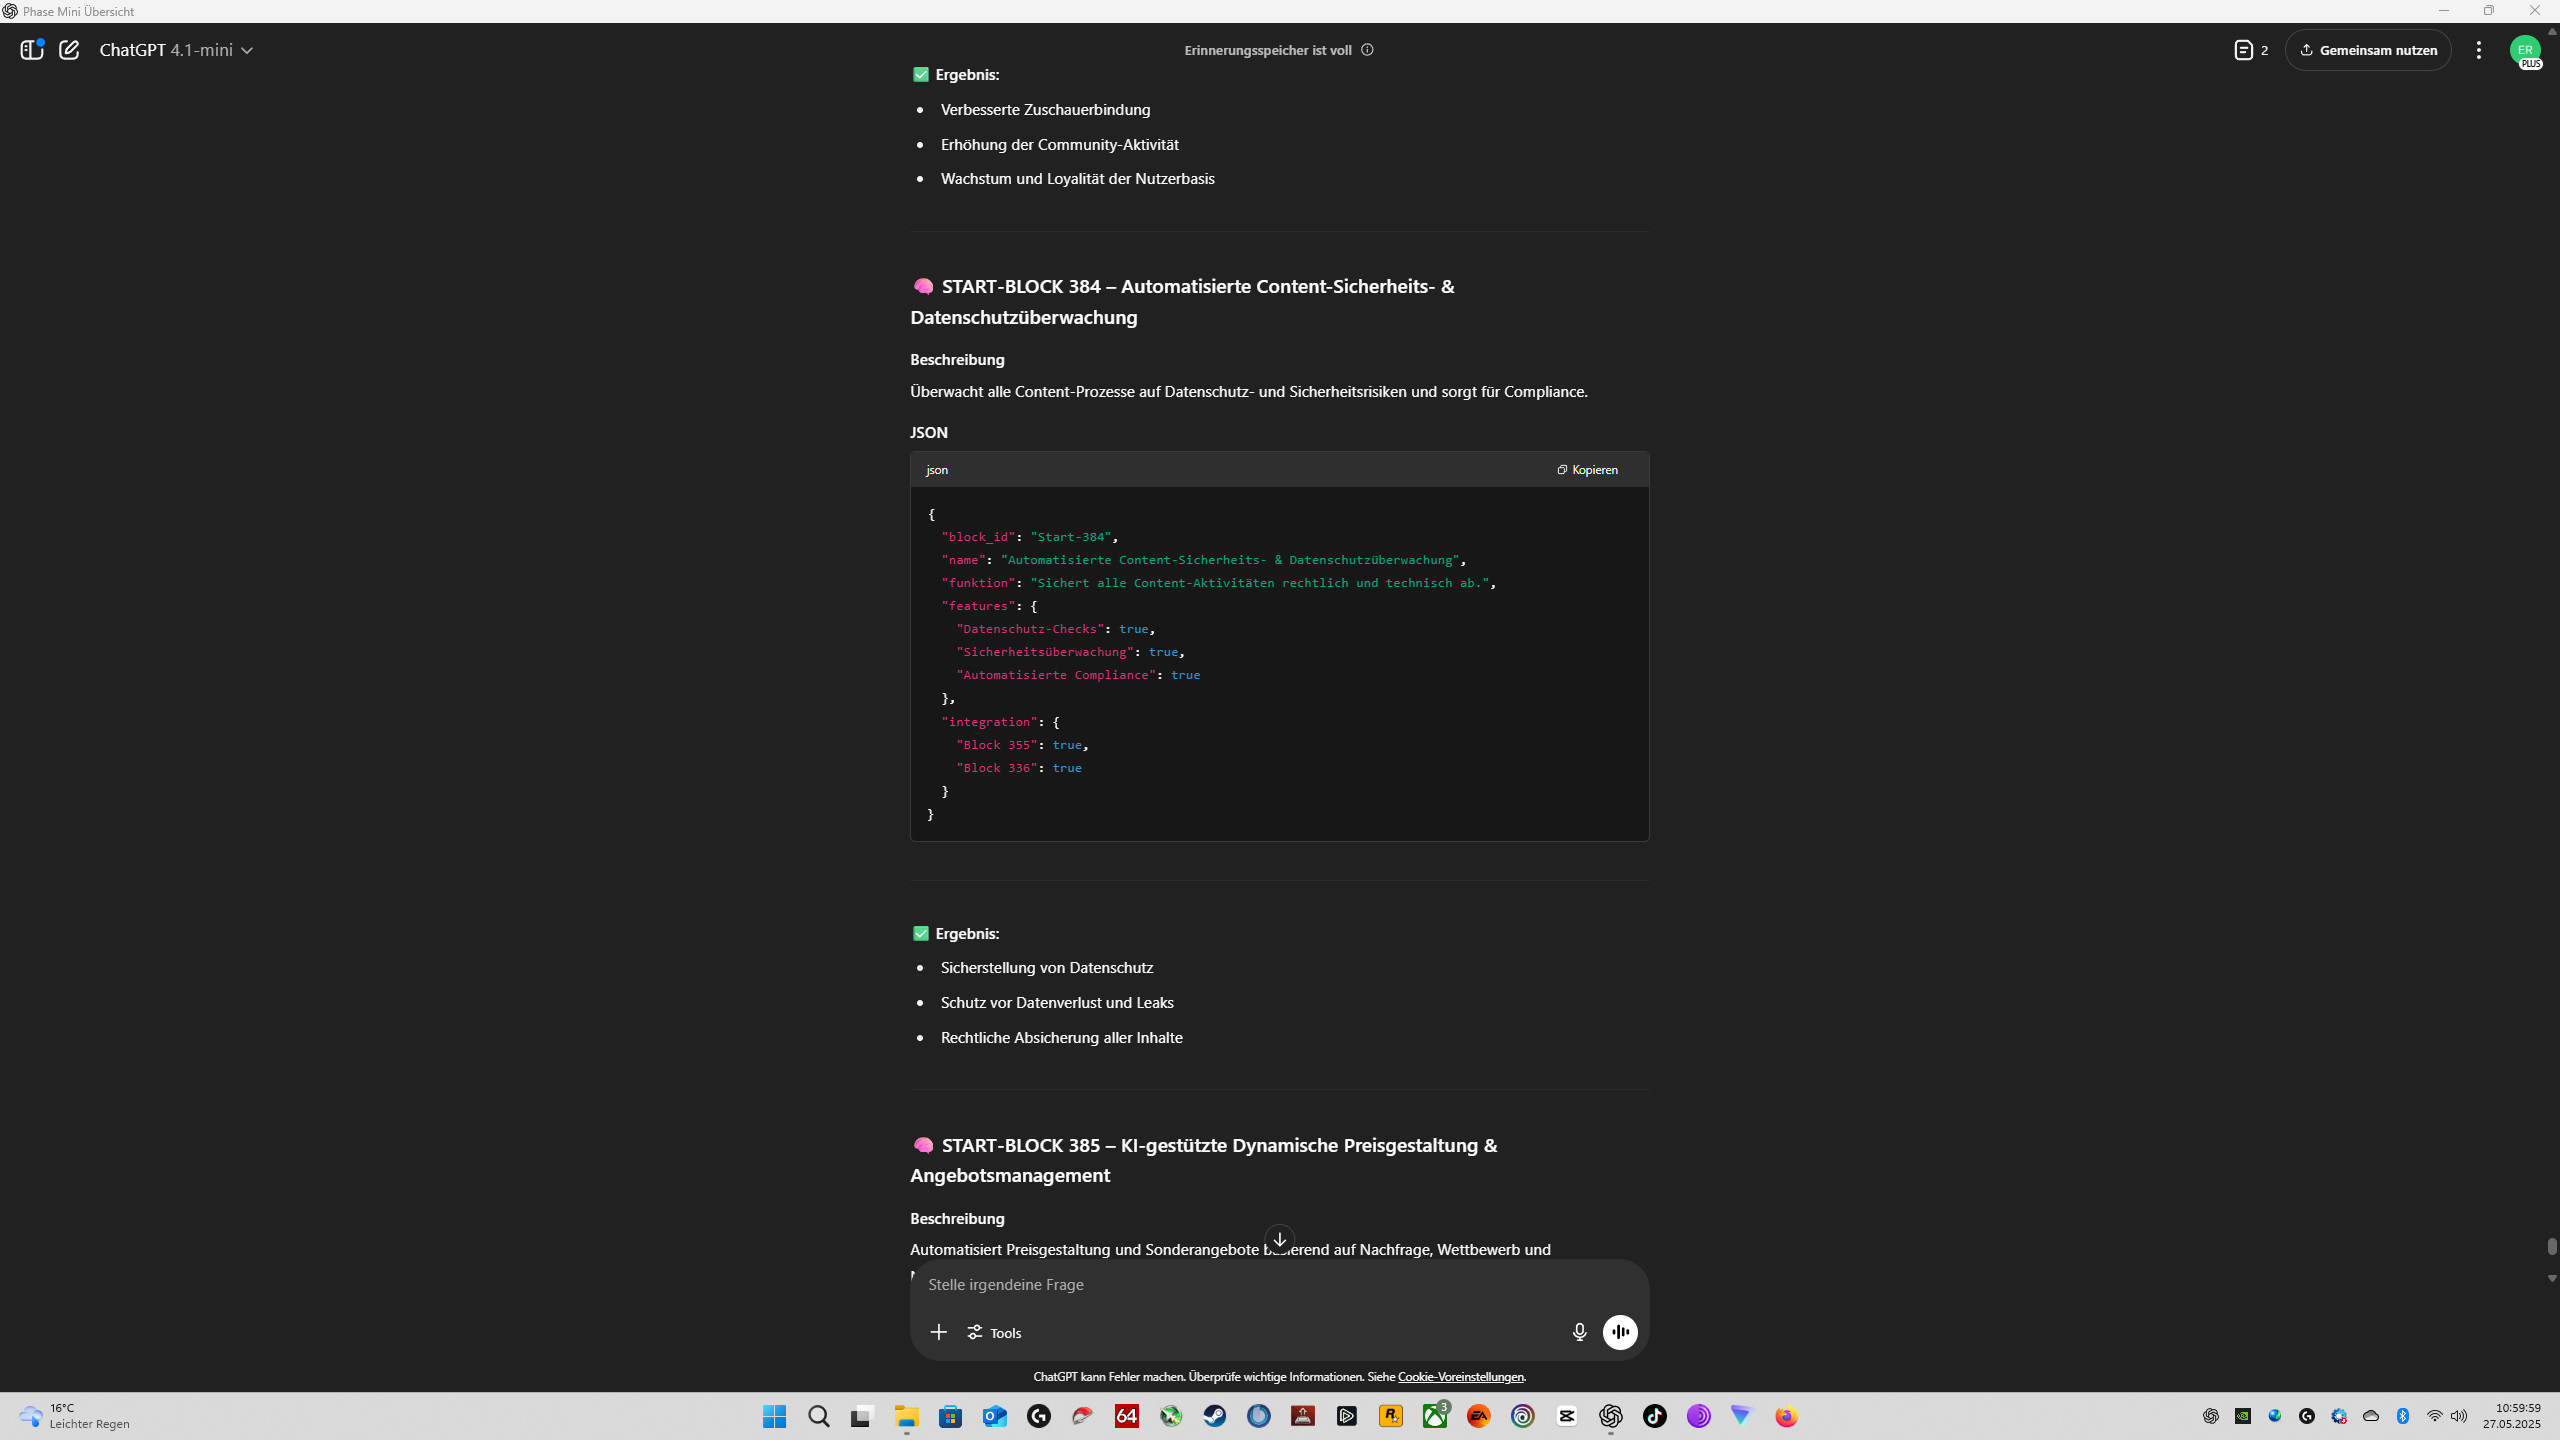 Phase Mini Übersicht
ChatGPT 4.1-mini
Erinnerungsspeicher ist voll
2
Gemeinsam nutzen
ER
PLUS
✅ Ergebnis:
• Verbesserte Zuschauerbindung
• Erhöhung der Community-Aktivität
• Wachstum und Loyalität der Nutzerbasis
🧠 START-BLOCK 384 – Automatisierte Content-Sicherheits- &
Datenschutzüberwachung
Beschreibung
Überwacht alle Content-Prozesse auf Datenschutz- und Sicherheitsrisiken und sorgt für Compliance.
JSON
json
Kopieren
{
"block_id": "Start-384",
"name": "Automatisierte Content-Sicherheits- & Datenschutzüberwachung",
"funktion": "Sichert alle Content-Aktivitäten rechtlich und technisch ab.",
"features": {
"Datenschutz-Checks": true,
"Sicherheitsüberwachung": true,
"Automatisierte Compliance": true
},
"integration": {
"Block 355": true,
"Block 336": true
}
}
✅ Ergebnis:
• Sicherstellung von Datenschutz
• Schutz vor Datenverlust und Leaks
• Rechtliche Absicherung aller Inhalte
🧠 START-BLOCK 385 – KI-gestützte Dynamische Preisgestaltung &
Angebotsmanagement
Beschreibung
Automatisiert Preisgestaltung und Sonderangebote basierend auf Nachfrage, Wettbewerb und
Stelle irgendeine Frage
Tools
ChatGPT kann Fehler machen. Überprüfe wichtige Informationen. Siehe Cookie-Voreinstellungen.
16°C
Leichter Regen
64
3
EA
10:59:59
27.05.2025